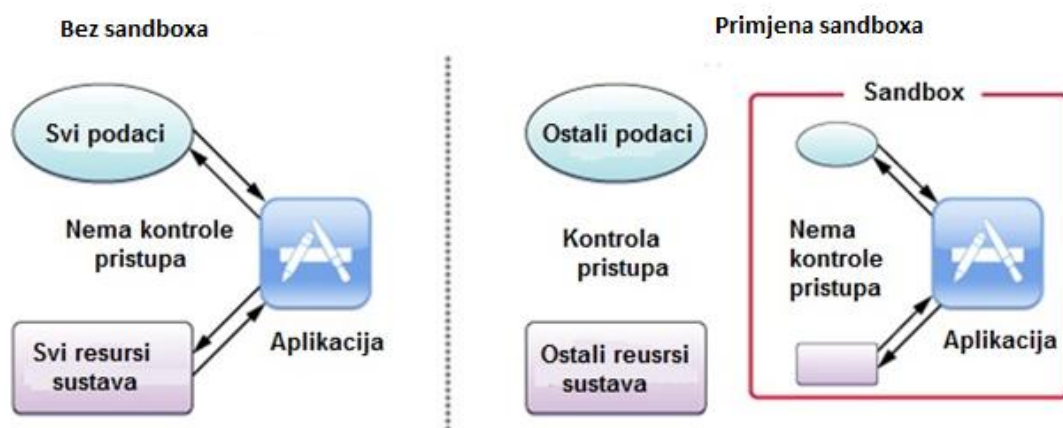 Bez sandboxa
Svi podaci
Nema kontrole
pristupa
Svi resursi
sustava
Aplikacija
Primjena sandboxa
Ostali podaci
Kontrola
pristupa
Ostali reusrsi
sustava
Sandbox
Nema
kontrole
pristupa
Aplikacija